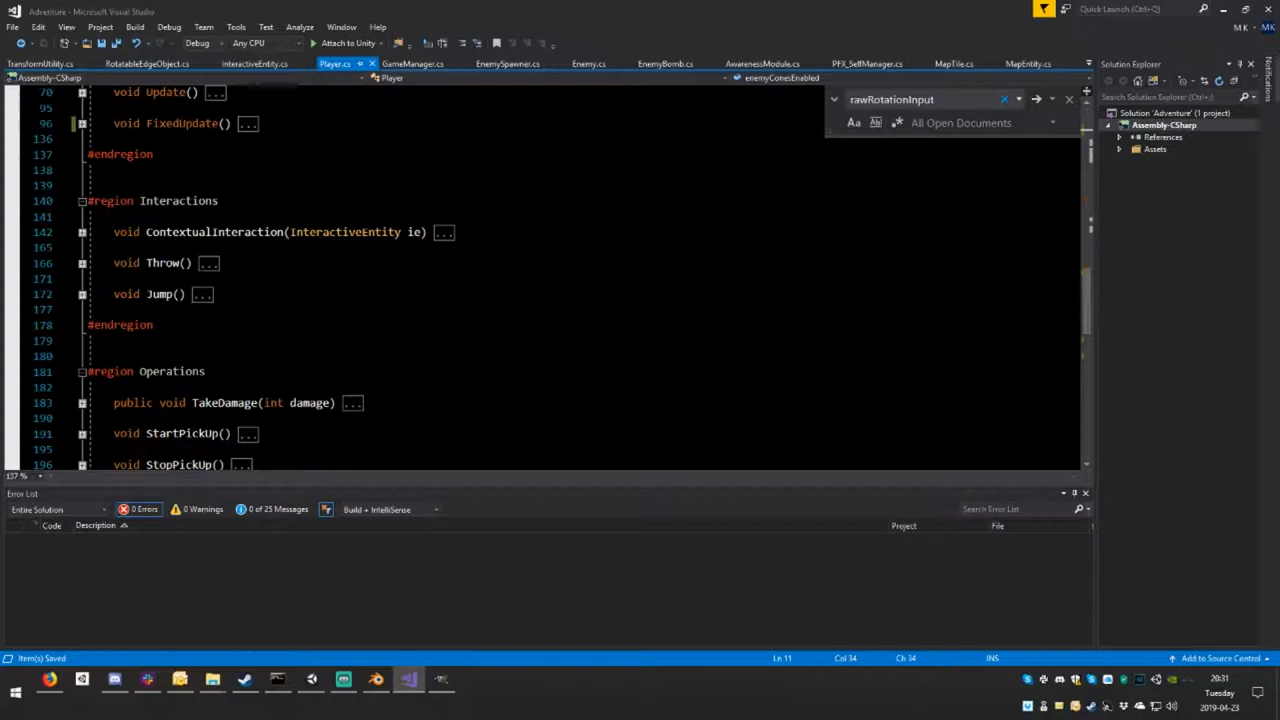 Adventure - Microsoft Visual Studio
Quick Launch (Ctrl+Q)
File Edit View Project Build Debug Team Tools Test Analyze Window Help
M K MK
Debug Any CPU Attach to Unity
TransformUtility.cs RotatableEdgeObject.cs InteractiveEntity.cs Player.cs GameManager.cs EnemySpawner.cs Enemy.cs EnemyBomb.cs AwarenessModule.cs PFX_SelfManager.cs MapTile.cs MapEntity.cs
Assembly-CSharp Player enemyConesEnabled
70 void Update() ...
95
96 void FixedUpdate() ...
136
137 #endregion
138
139
140 #region Interactions
141
142 void ContextualInteraction(InteractiveEntity ie) ...
165
166 void Throw() ...
171
172 void Jump() ...
177
178 #endregion
179
180
181 #region Operations
182
183 public void TakeDamage(int damage) ...
190
191 void StartPickUp() ...
195
196 void StopPickUp() ...
rawRotationInput
Aa Ab All Open Documents
Solution Explorer
Search Solution Explorer (Ctrl+;)
Solution 'Adventure' (1 project)
Assembly-CSharp
References
Assets
Notifications
137 %
Error List
Entire Solution 0 Errors 0 Warnings 0 of 25 Messages Build + IntelliSense Search Error List
Code Description Project File
Item(s) Saved Ln 11 Col 34 Ch 34 INS Add to Source Control
20:31
Tuesday
2019-04-23